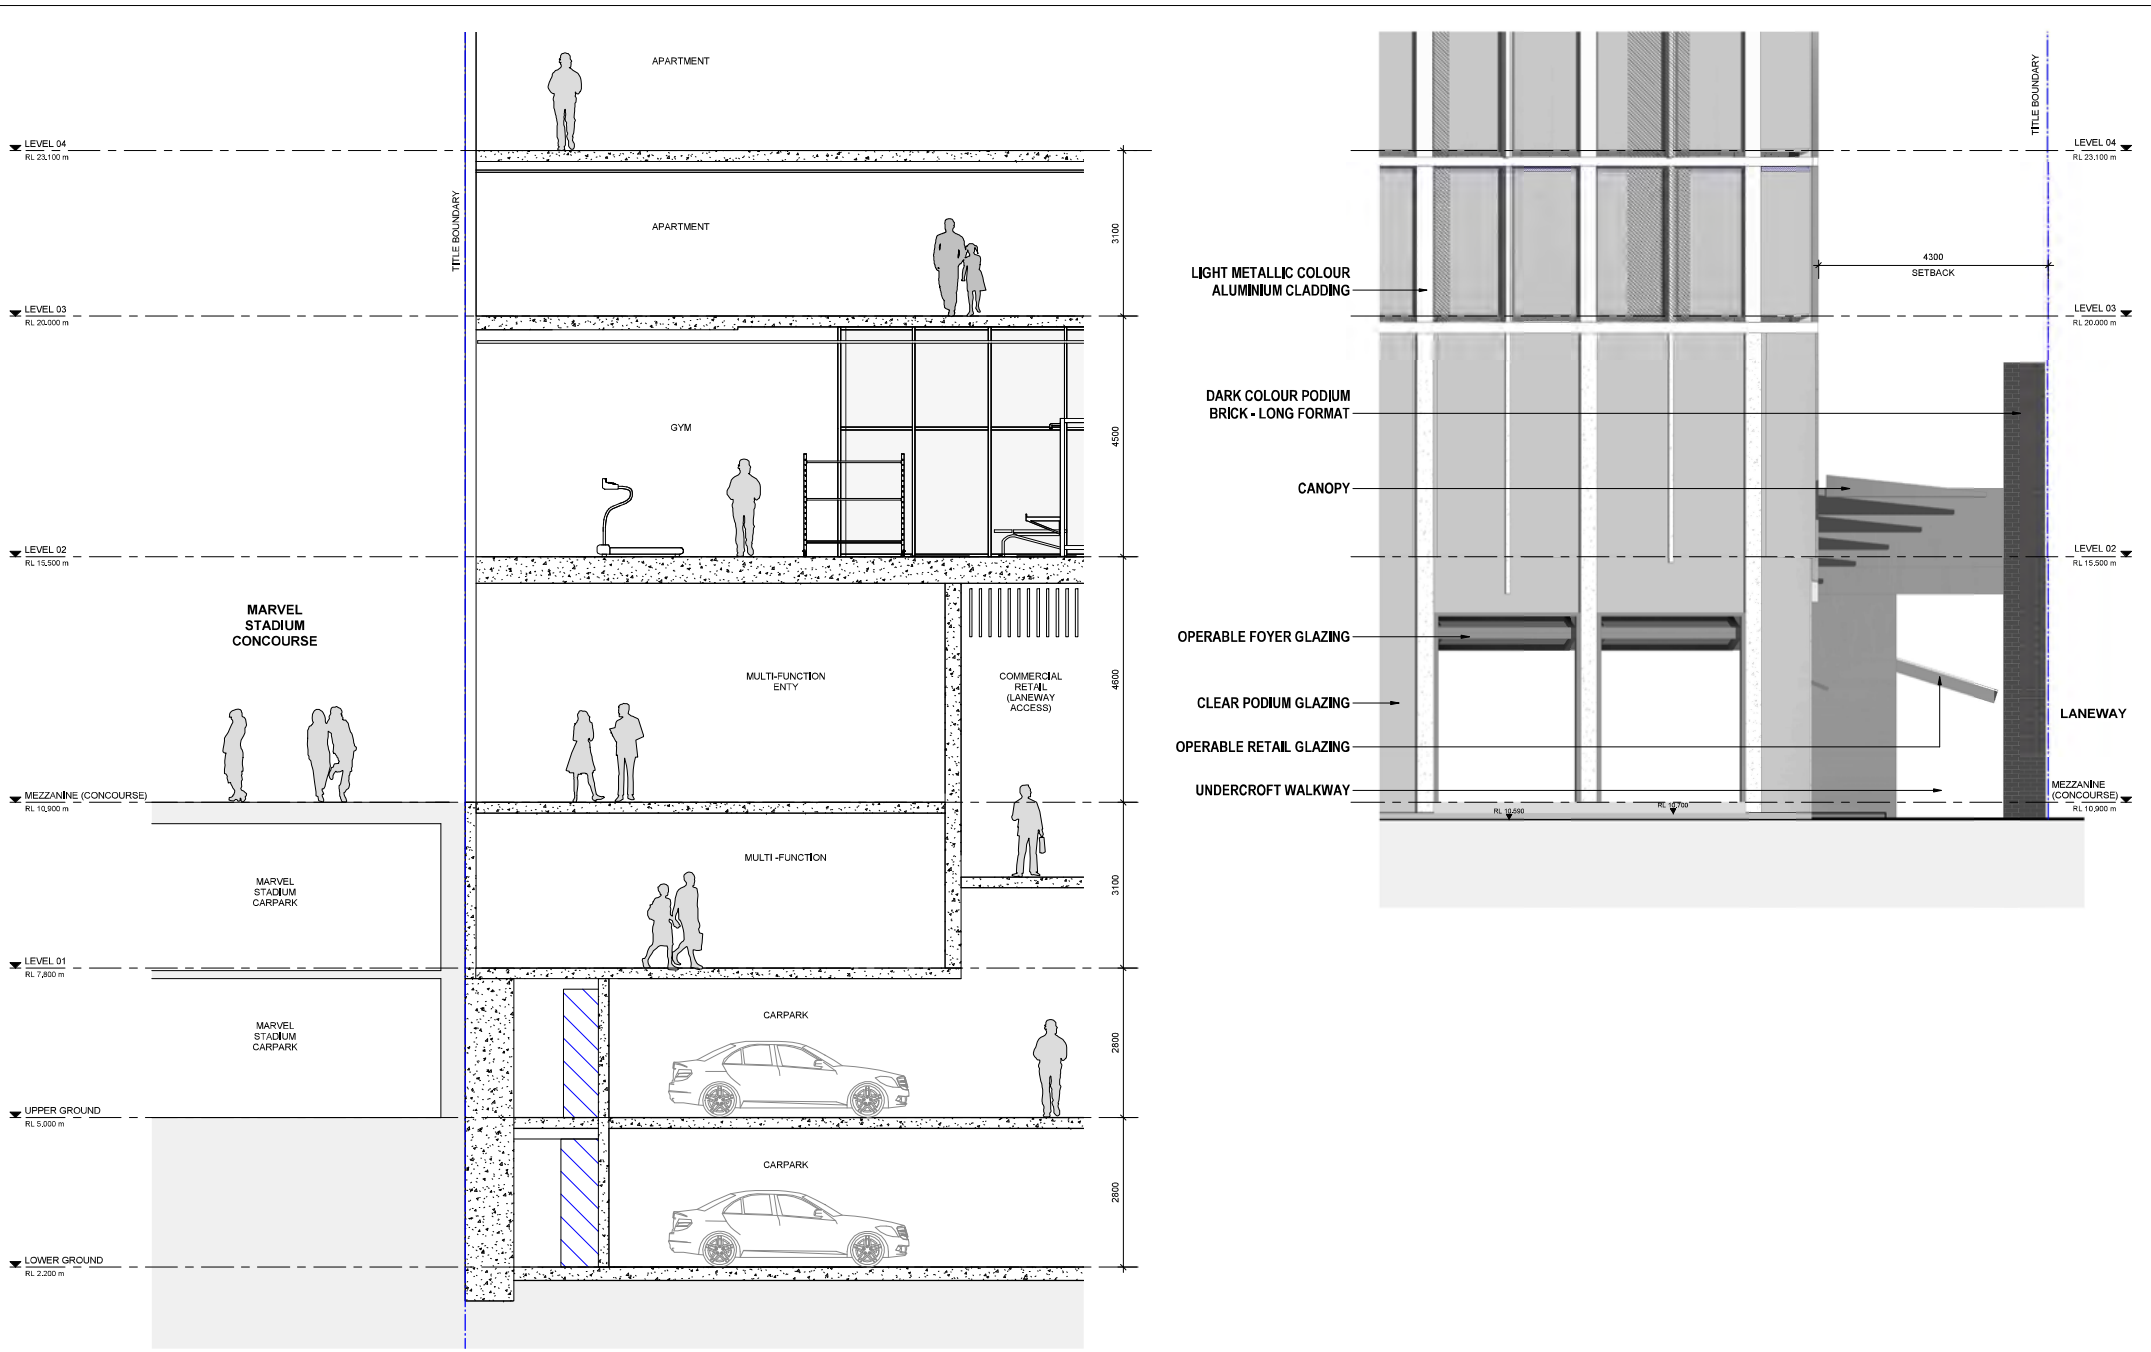 APARTMENT
LEVEL 04
RL 23.100 m
TITLE BOUNDARY
APARTMENT
3100
LEVEL 03
RL 20.000 m
GYM
4500
LEVEL 02
RL 15.500 m
MARVEL
STADIUM
CONCOURSE
MULTI-FUNCTION
ENTY
COMMERCIAL
RETAIL
(LANEWAY
ACCESS)
4600
MEZZANINE (CONCOURSE)
RL 10.900 m
MULTI -FUNCTION
MARVEL
STADIUM
CARPARK
3100
LEVEL 01
RL 7.800 m
CARPARK
MARVEL
STADIUM
CARPARK
2800
UPPER GROUND
RL 5.000 m
CARPARK
2800
LOWER GROUND
RL 2.200 m
TITLE BOUNDARY
LEVEL 04
RL 23.100 m
4300
SETBACK
LIGHT METALLIC COLOUR
ALUMINIUM CLADDING
LEVEL 03
RL 20.000 m
DARK COLOUR PODIUM
BRICK - LONG FORMAT
CANOPY
LEVEL 02
RL 15.500 m
OPERABLE FOYER GLAZING
CLEAR PODIUM GLAZING
LANEWAY
OPERABLE RETAIL GLAZING
UNDERCROFT WALKWAY
MEZZANINE
(CONCOURSE)
RL 10.900 m
RL 10.590
RL 10.700